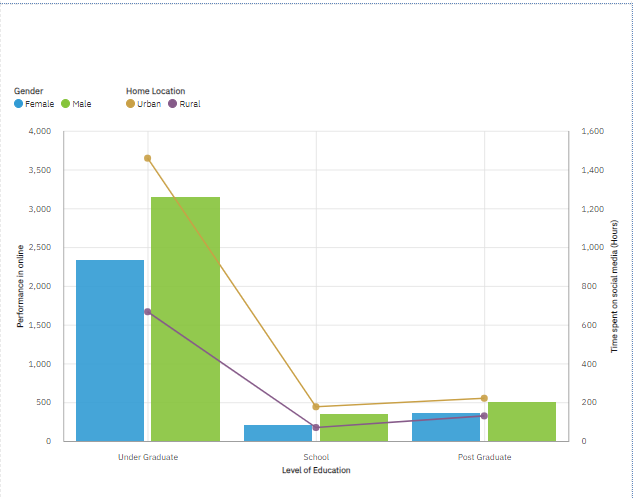 Gender Home Location
Female Male Urban Rural
4,000 1,600
3,500 1,400
3,000 1,200
2,500 1,000
2,000 800
1,500 600
1,000 400
500 200
0 0
Performance in online
Time spent on social media (Hours)
Under Graduate School Post Graduate
Level of Education